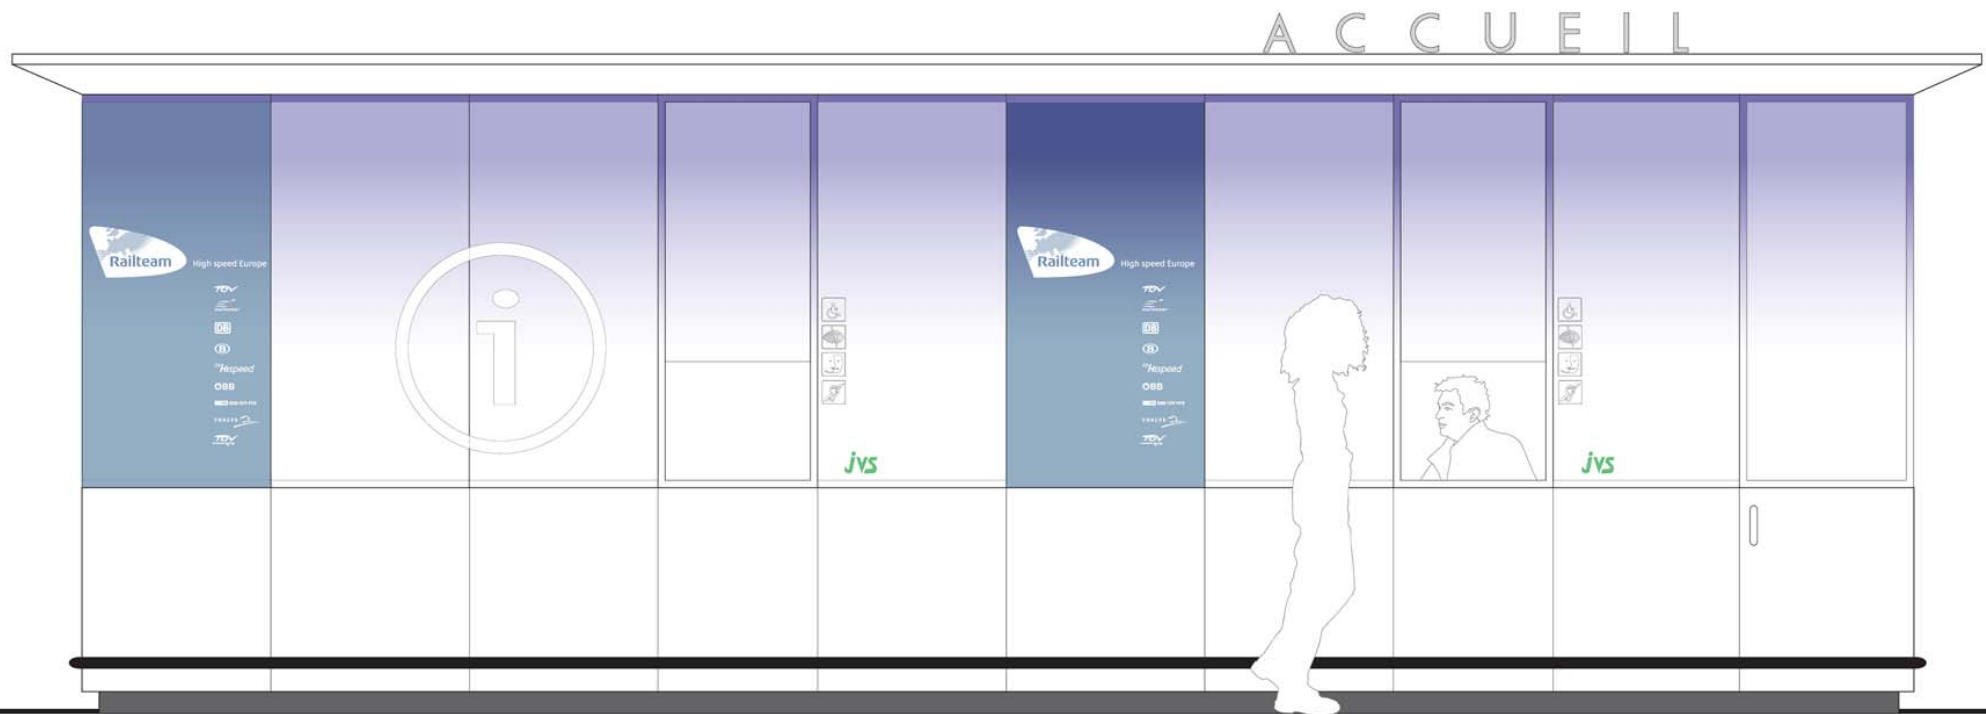 ACCUEIL
Railteam
High speed Europe
TGV
DB
B
Hispeed
ÖBB
THALYS
TGV
i
jvs
Railteam
High speed Europe
TGV
DB
B
Hispeed
ÖBB
THALYS
TGV
jvs